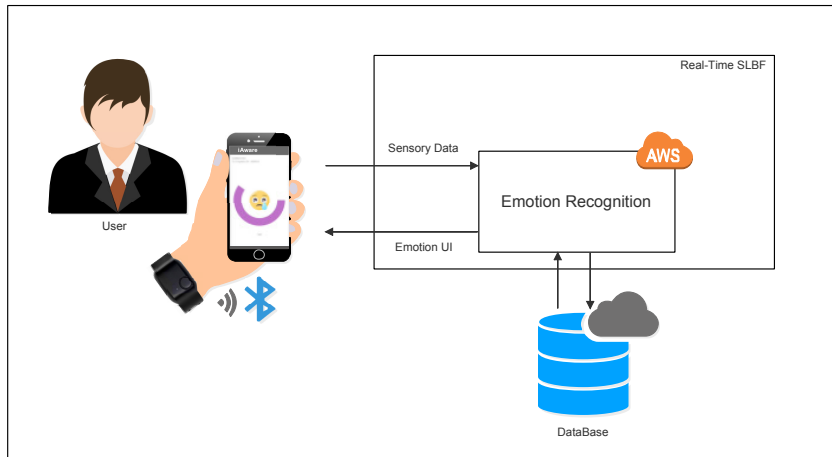 Real-Time SLBF
iAware
Sensory Data
AWS
Emotion Recognition
User
Emotion UI
DataBase